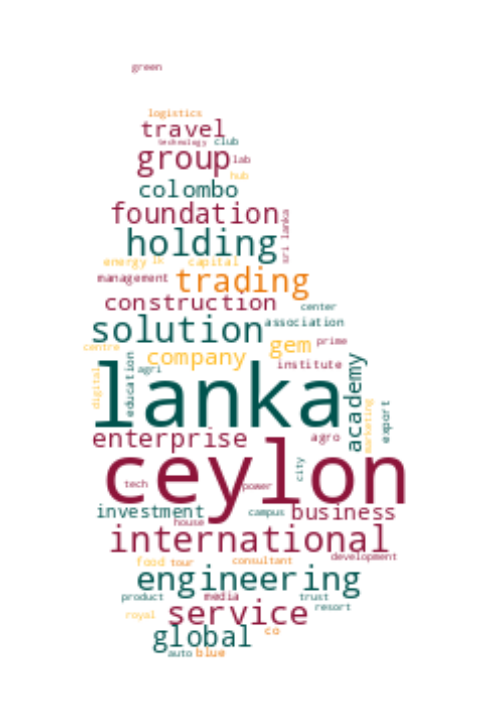 green
logistics
travel
technology club
group lab
hub
colombo
foundation
sri lanka
holding
energy lk capital
management trading
construction center
solution association
centre company gem prime
education agri institute
digital lanka academy
marketing export
enterprise agro
ceylon city
tech power
investment campus business
house
international
development
food tour consultant
engineering
product media trust
royal service resort
global co
auto blue